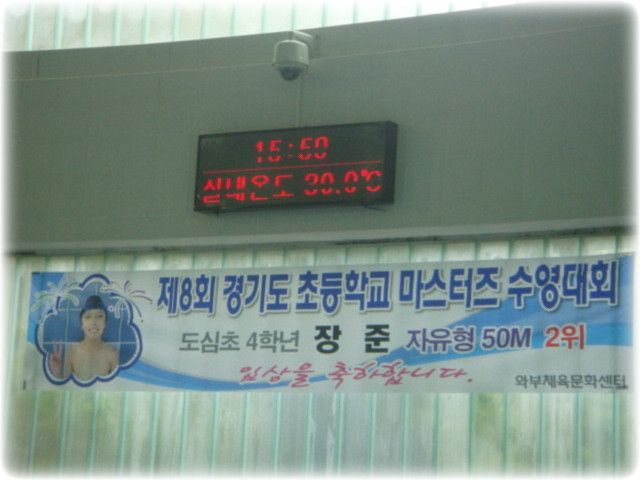 15:50
실내온도 30.0℃
제8회 경기도 초등학교 마스터즈 수영대회
도심초 4학년 장 준 자유형 50M 2위
입상을 축하합니다.
와부체육문화센터